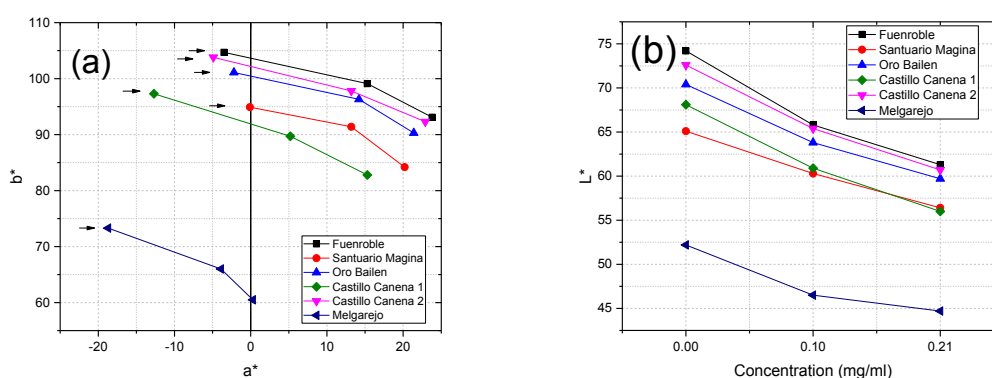 (a)
110
100
90
80
70
60
b*
-20
-10
0
10
20
a*
Fuenroble
Santuario Magina
Oro Bailen
Castillo Canena 1
Castillo Canena 2
Melgarejo
(b)
75
70
65
60
55
50
45
L*
0.00
0.10
0.21
Concentration (mg/ml)
Fuenroble
Santuario Magina
Oro Bailen
Castillo Canena 1
Castillo Canena 2
Melgarejo